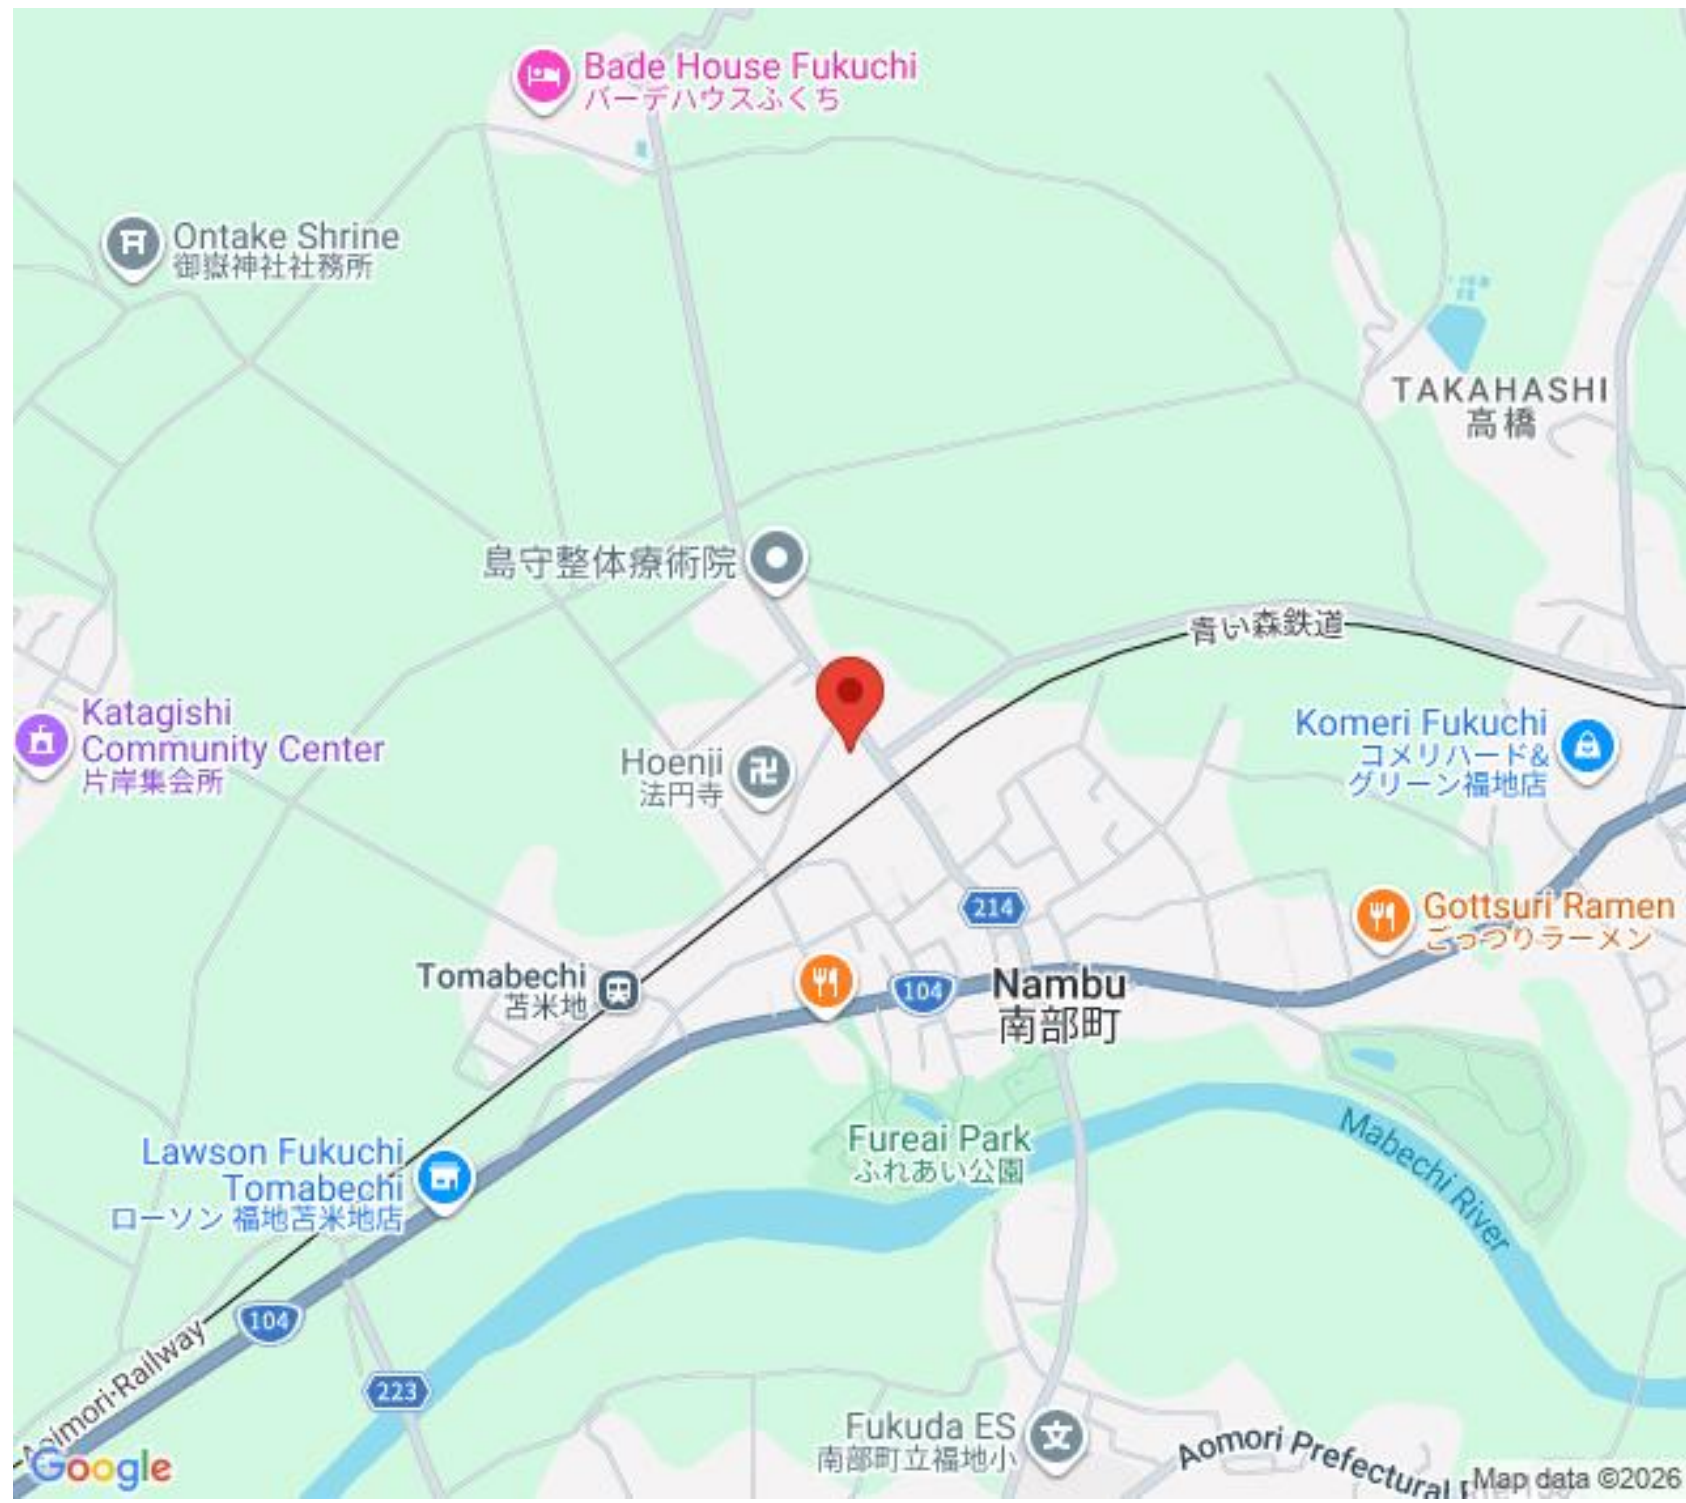 Bade House Fukuchi
バーデハウスふくち
Ontake Shrine
御嶽神社社務所
TAKAHASHI
高橋
島守整体療術院
青い森鉄道
Katagishi
Community Center
片岸集会所
Hoenji
法円寺
Komeri Fukuchi
コメリハード&
グリーン福地店
214
Gottsuri Ramen
ごっつりラーメン
Tomabechi
苫米地
104
Nambu
南部町
Fureai Park
ふれあい公園
Mabechi River
Lawson Fukuchi
Tomabechi
ローソン 福地苫米地店
104
Aoimori Railway
223
Fukuda ES
南部町立福地小
Aomori Prefectural
Google
Map data ©2026